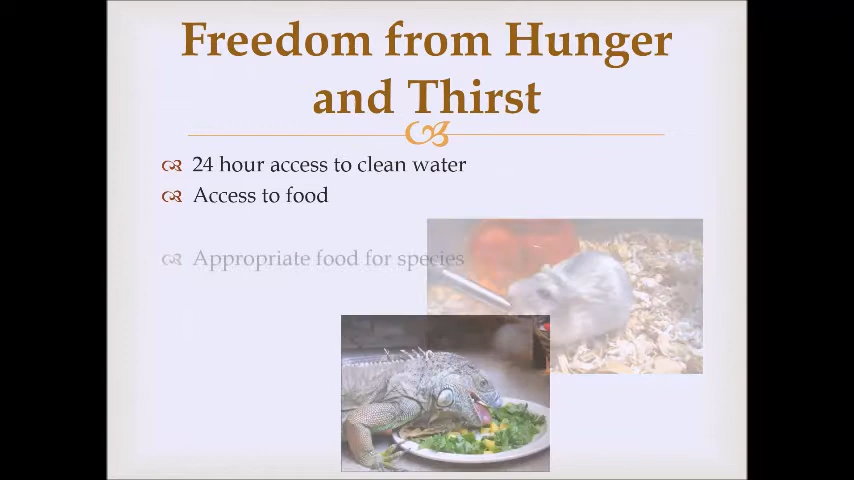 Freedom from Hunger
and Thirst
24 hour access to clean water
Access to food
Appropriate food for species